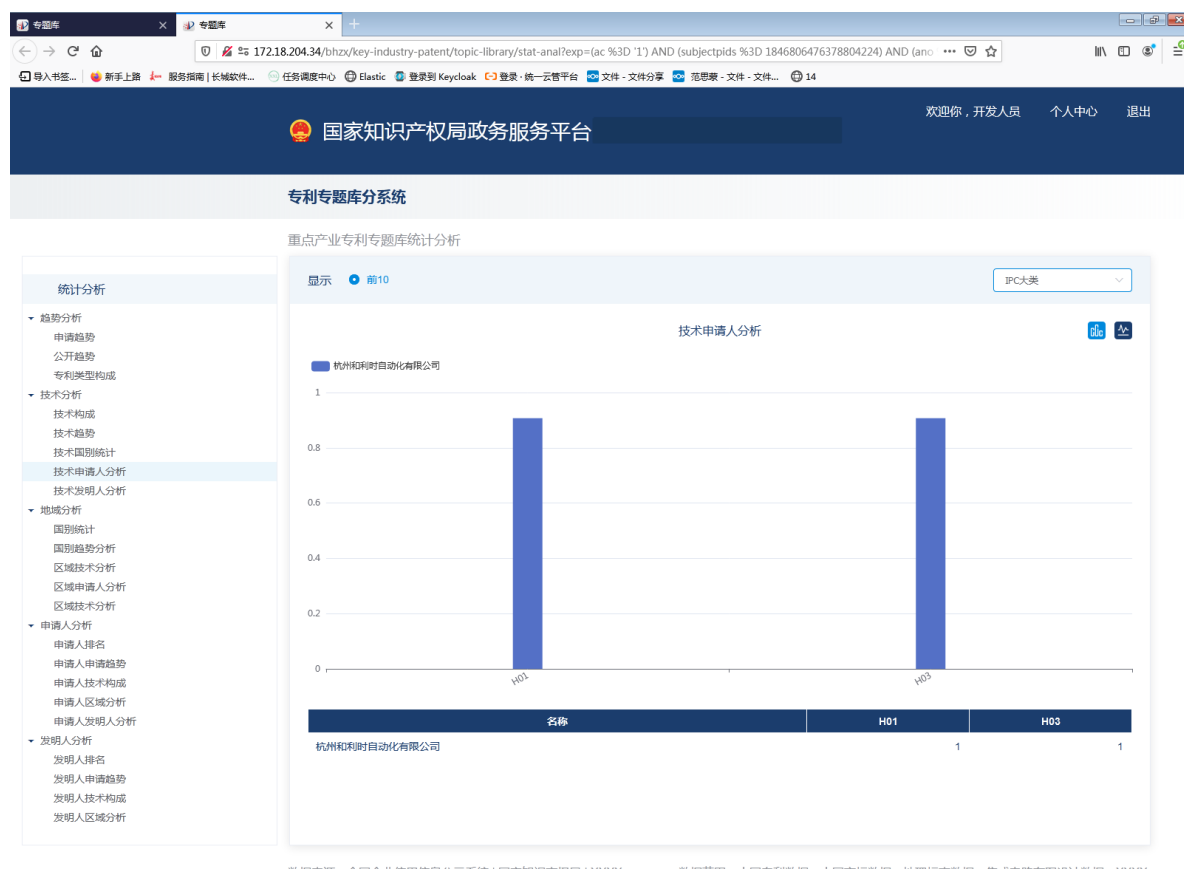 专题库
专题库
172.18.204.34/bhzx/key-industry-patent/topic-library/stat-anal?exp=(ac %3D '1') AND (subjectpids %3D 1846806476378804224) AND (ano
导入书签... 新手上路 服务指南 | 长城软件... 任务调度中心 Elastic 登录到 Keycloak 登录 · 统一云管平台 文件 - 文件分享 范思蒙 - 文件 - 文件... 14
欢迎你，开发人员 个人中心 退出
国家知识产权局政务服务平台
专利专题库分系统
重点产业专利专题库统计分析
统计分析
趋势分析
申请趋势
公开趋势
专利类型构成
技术分析
技术构成
技术趋势
技术国别统计
技术申请人分析
技术发明人分析
地域分析
国别统计
国别趋势分析
区域技术分析
区域申请人分析
区域技术分析
申请人分析
申请人排名
申请人申请趋势
申请人技术构成
申请人区域分析
申请人发明人分析
发明人分析
发明人排名
发明人申请趋势
发明人技术构成
发明人区域分析
显示 前10
IPC大类
技术申请人分析
杭州和利时自动化有限公司
1
0.8
0.6
0.4
0.2
0
H01 H03
名称 H01 H03
杭州和利时自动化有限公司 1 1